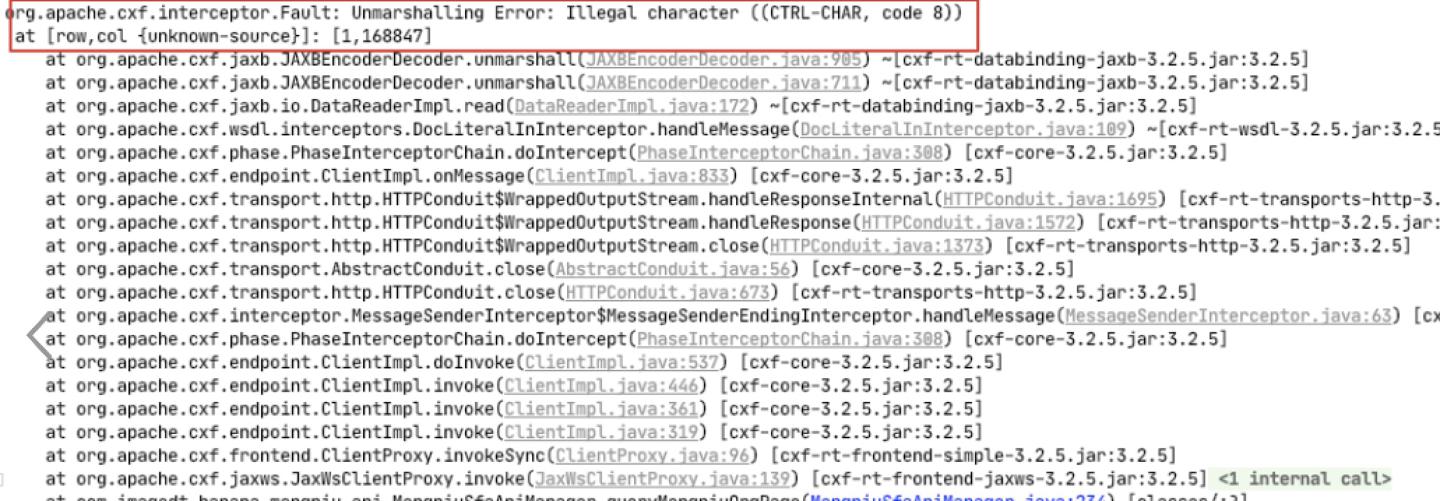 org.apache.cxf.interceptor.Fault: Unmarshalling Error: Illegal character ((CTRL-CHAR, code 8))
at [row,col {unknown-source}]: [1,168847]
at org.apache.cxf.jaxb.JAXBEncoderDecoder.unmarshall(JAXBEncoderDecoder.java:905) ~[cxf-rt-databinding-jaxb-3.2.5.jar:3.2.5]
at org.apache.cxf.jaxb.JAXBEncoderDecoder.unmarshall(JAXBEncoderDecoder.java:711) ~[cxf-rt-databinding-jaxb-3.2.5.jar:3.2.5]
at org.apache.cxf.jaxb.io.DataReaderImpl.read(DataReaderImpl.java:172) ~[cxf-rt-databinding-jaxb-3.2.5.jar:3.2.5]
at org.apache.cxf.wsdl.interceptors.DocLiteralInInterceptor.handleMessage(DocLiteralInInterceptor.java:109) ~[cxf-rt-wsdl-3.2.5.jar:3.2.5
at org.apache.cxf.phase.PhaseInterceptorChain.doIntercept(PhaseInterceptorChain.java:308) [cxf-core-3.2.5.jar:3.2.5]
at org.apache.cxf.endpoint.ClientImpl.onMessage(ClientImpl.java:833) [cxf-core-3.2.5.jar:3.2.5]
at org.apache.cxf.transport.http.HTTPConduit$WrappedOutputStream.handleResponseInternal(HTTPConduit.java:1695) [cxf-rt-transports-http-3.
at org.apache.cxf.transport.http.HTTPConduit$WrappedOutputStream.handleResponse(HTTPConduit.java:1572) [cxf-rt-transports-http-3.2.5.jar:
at org.apache.cxf.transport.http.HTTPConduit$WrappedOutputStream.close(HTTPConduit.java:1373) [cxf-rt-transports-http-3.2.5.jar:3.2.5]
at org.apache.cxf.transport.AbstractConduit.close(AbstractConduit.java:56) [cxf-core-3.2.5.jar:3.2.5]
at org.apache.cxf.transport.http.HTTPConduit.close(HTTPConduit.java:673) [cxf-rt-transports-http-3.2.5.jar:3.2.5]
at org.apache.cxf.interceptor.MessageSenderInterceptor$MessageSenderEndingInterceptor.handleMessage(MessageSenderInterceptor.java:63) [cx
at org.apache.cxf.phase.PhaseInterceptorChain.doIntercept(PhaseInterceptorChain.java:308) [cxf-core-3.2.5.jar:3.2.5]
at org.apache.cxf.endpoint.ClientImpl.doInvoke(ClientImpl.java:537) [cxf-core-3.2.5.jar:3.2.5]
at org.apache.cxf.endpoint.ClientImpl.invoke(ClientImpl.java:446) [cxf-core-3.2.5.jar:3.2.5]
at org.apache.cxf.endpoint.ClientImpl.invoke(ClientImpl.java:361) [cxf-core-3.2.5.jar:3.2.5]
at org.apache.cxf.endpoint.ClientImpl.invoke(ClientImpl.java:319) [cxf-core-3.2.5.jar:3.2.5]
at org.apache.cxf.frontend.ClientProxy.invokeSync(ClientProxy.java:96) [cxf-rt-frontend-simple-3.2.5.jar:3.2.5]
at org.apache.cxf.jaxws.JaxWsClientProxy.invoke(JaxWsClientProxy.java:139) [cxf-rt-frontend-jaxws-3.2.5.jar:3.2.5] <1 internal call>